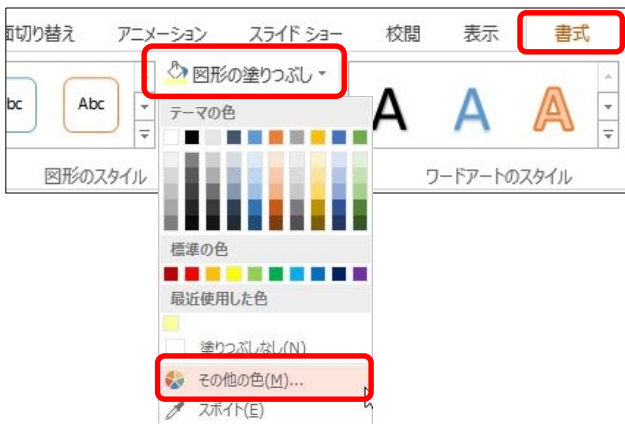 面切り替え アニメーション スライド ショー 校閲 表示 書式
図形の塗りつぶし
bc Abc A A A
テーマの色
図形のスタイル ワードアートのスタイル
標準の色
最近使用した色
塗りつぶしなし(N)
その他の色(M)...
スポイト(E)